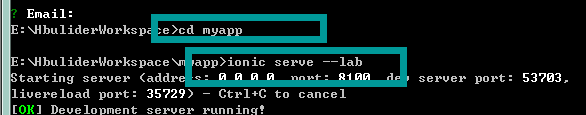 ? Email:
E:\HbuliderWorkspace>cd myapp
E:\HbuliderWorkspace\myapp>ionic serve --lab
Starting server (address: 0.0.0.0, port: 8100, dev server port: 53703,
livereload port: 35729) - Ctrl+C to cancel
[OK] Development server running!